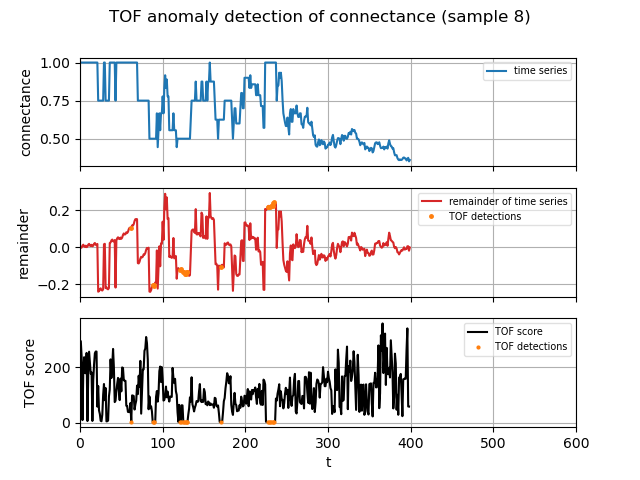 TOF anomaly detection of connectance (sample 8)
1.00
0.75
0.50
connectance
time series
0.2
0.0
−0.2
remainder
remainder of time series
TOF detections
200
0
TOF score
TOF score
TOF detections
0 100 200 300 400 500 600
t